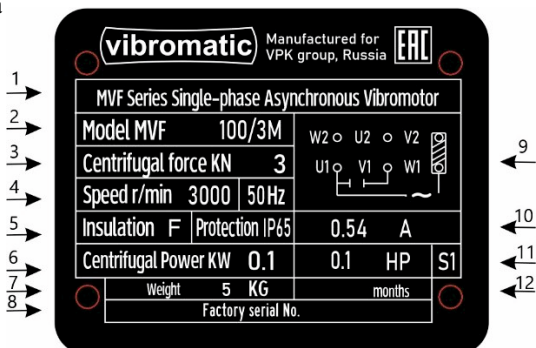 vibromatic Manufactured for
VPK group, Russia EAC
1 MVF Series Single-phase Asynchronous Vibromotor
2 Model MVF 100/3M
W2 U2 V2
3 Centrifugal force KN 3
U1 V1 W1 9
4 Speed r/min 3000 50Hz
~
5 Insulation F Protection IP65 0.54 A 10
6 Centrifugal Power KW 0.1 0.1 HP S1 11
7 Weight 5 KG months 12
8 Factory serial No.